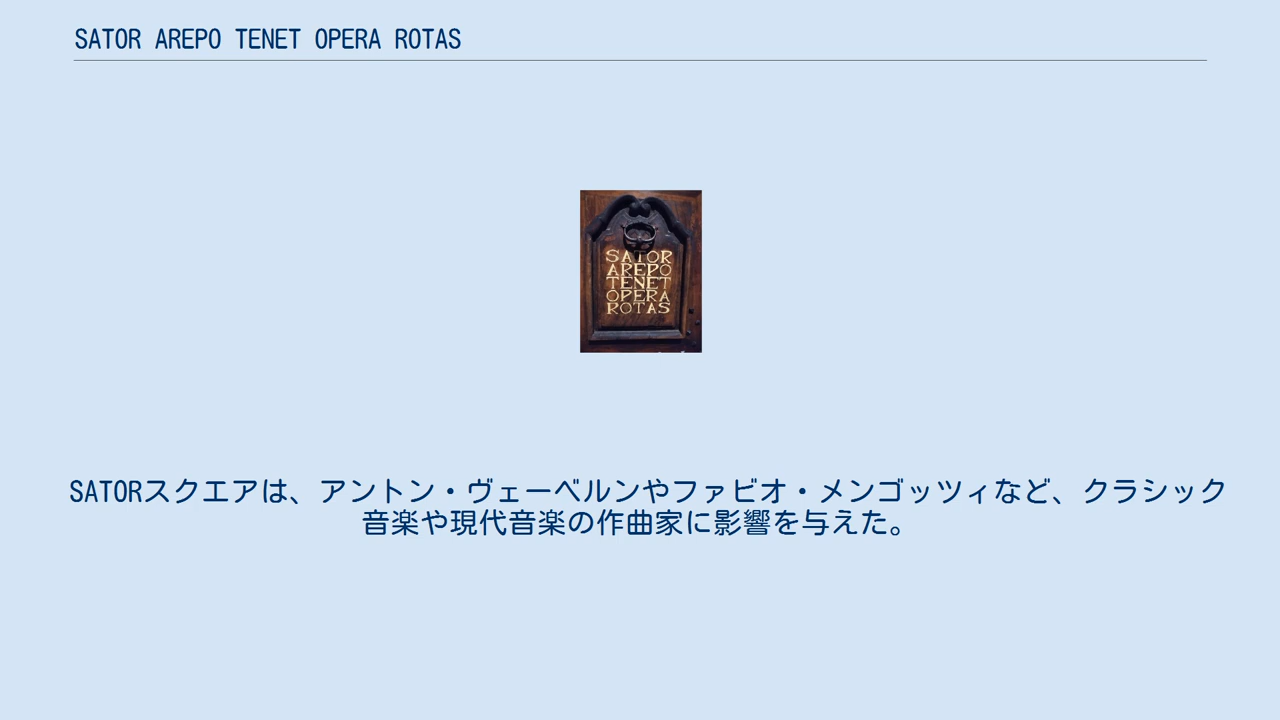 SATOR AREPO TENET OPERA ROTAS
SATOR
AREPO
TENET
OPERA
ROTAS
SATORスクエアは、アントン・ヴェーベルンやファビオ・メンゴッツィなど、クラシック
音楽や現代音楽の作曲家に影響を与えた。